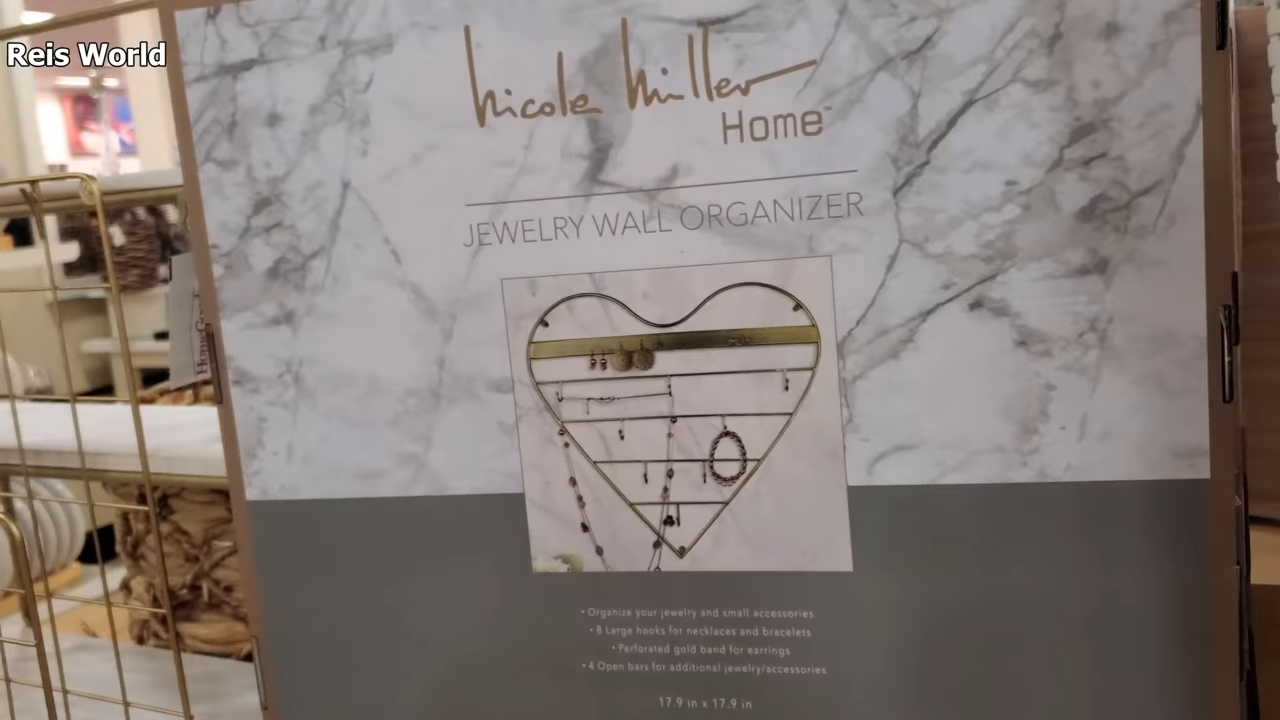 Reis World
Nicole Miller
Home™
JEWELRY WALL ORGANIZER
HomeGoods
• Organize your jewelry and small accessories
• 8 Large hooks for necklaces and bracelets
• Perforated gold band for earrings
• 4 Open bars for additional jewelry/accessories
17.9 in x 17.9 in